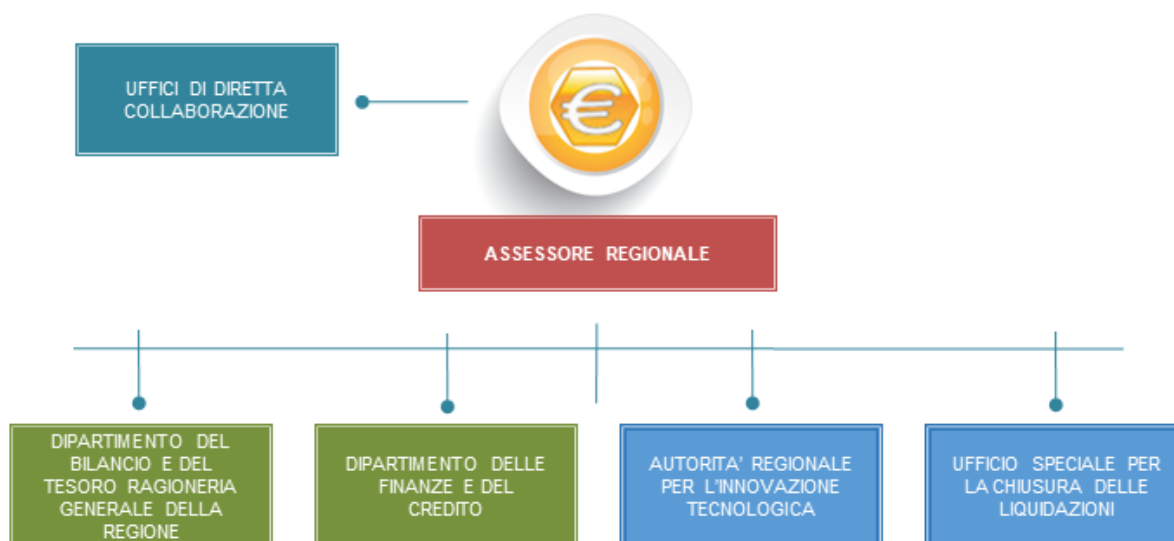 UFFICI DI DIRETTA
COLLABORAZIONE
€
ASSESSORE REGIONALE
DIPARTIMENTO DEL
BILANCIO E DEL
TESORO RAGIONERIA
GENERALE DELLA
REGIONE
DIPARTIMENTO DELLE
FINANZE E DEL
CREDITO
AUTORITA’ REGIONALE
PER L’INNOVAZIONE
TECNOLOGICA
UFFICIO SPECIALE PER
LA CHIUSURA DELLE
LIQUIDAZIONI